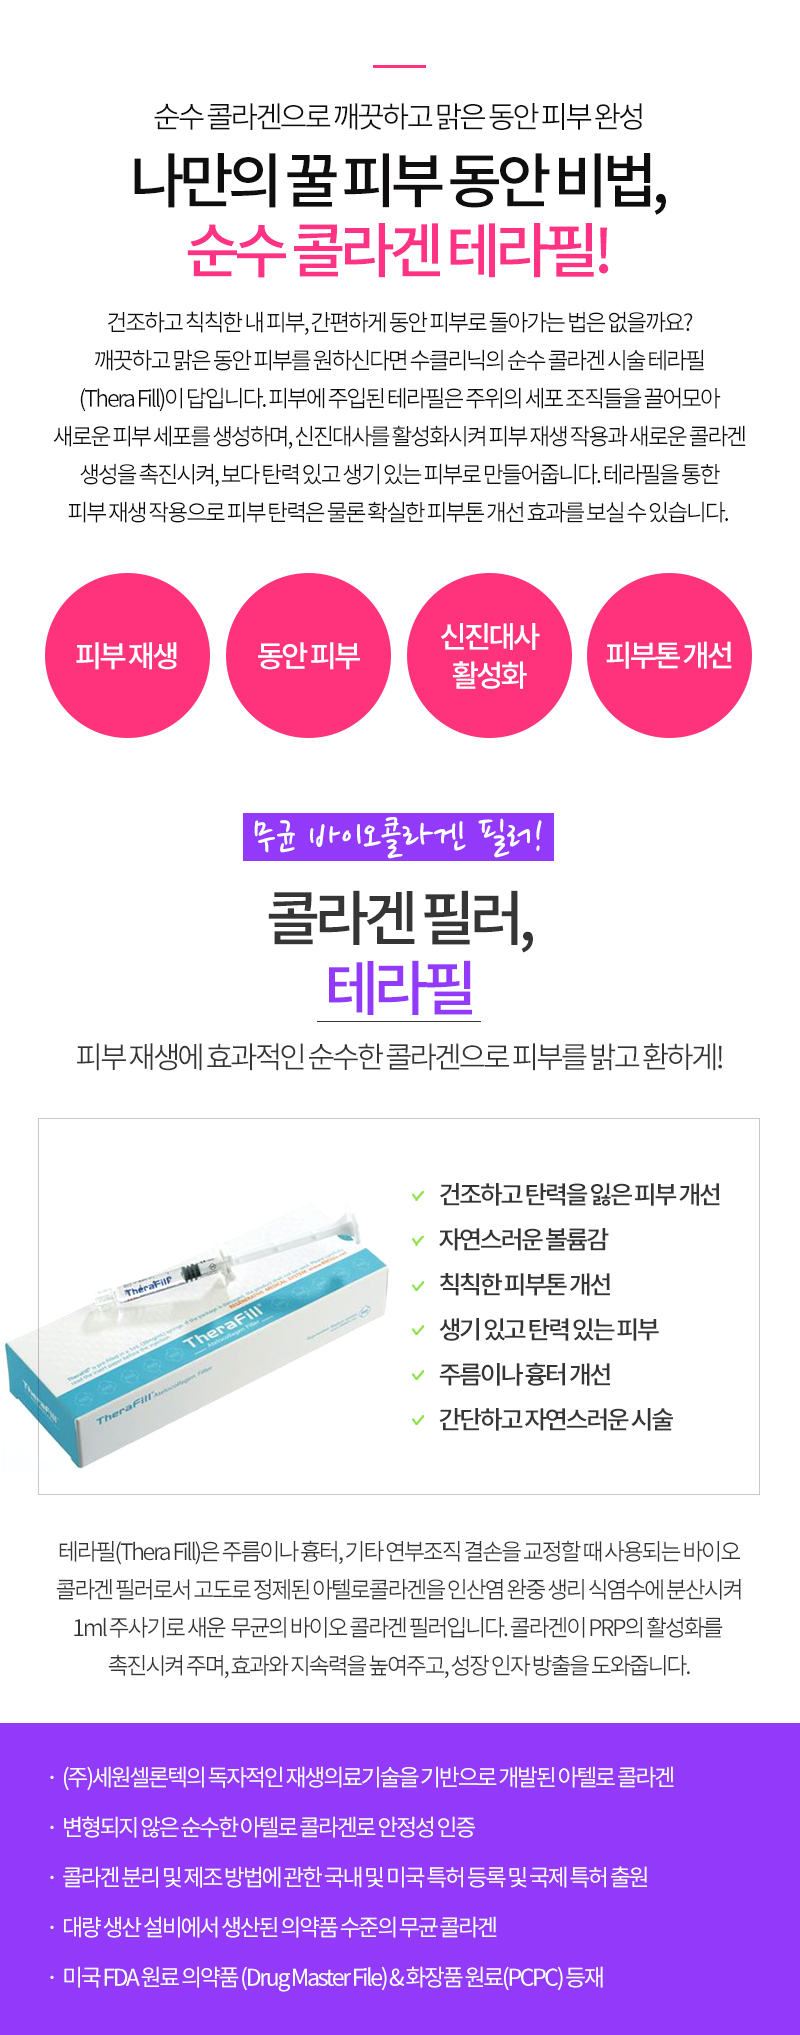 순수 콜라겐으로 깨끗하고 맑은 동안 피부 완성
나만의 꿀 피부 동안 비법,
순수 콜라겐 테라필!
건조하고 칙칙한 내 피부, 간편하게 동안 피부로 돌아가는 법은 없을까요?
깨끗하고 맑은 동안 피부를 원하신다면 수클리닉의 순수 콜라겐 시술 테라필
(Thera Fill)이 답입니다. 피부에 주입된 테라필은 주위의 세포 조직들을 끌어모아
새로운 피부 세포를 생성하며, 신진대사를 활성화시켜 피부 재생 작용과 새로운 콜라겐
생성을 촉진시켜, 보다 탄력 있고 생기 있는 피부로 만들어줍니다. 테라필을 통한
피부 재생 작용으로 피부 탄력은 물론 확실한 피부톤 개선 효과를 보실 수 있습니다.
피부 재생
동안 피부
신진대사
활성화
피부톤 개선
무균 바이오콜라겐 필러!
콜라겐 필러,
테라필
피부 재생에 효과적인 순수한 콜라겐으로 피부를 밝고 환하게!
건조하고 탄력을 잃은 피부 개선
자연스러운 볼륨감
칙칙한 피부톤 개선
생기 있고 탄력 있는 피부
주름이나 흉터 개선
간단하고 자연스러운 시술
TheraFill
TheraFill®
Atelocollagen Filler
TheraFill
TheraFill® Atelocollagen Filler
테라필(Thera Fill)은 주름이나 흉터, 기타 연부조직 결손을 교정할 때 사용되는 바이오
콜라겐 필러로서 고도로 정제된 아텔로콜라겐을 인산염 완중 생리 식염수에 분산시켜
1ml 주사기로 새운 무균의 바이오 콜라겐 필러입니다. 콜라겐이 PRP의 활성화를
촉진시켜 주며, 효과와 지속력을 높여주고, 성장 인자 방출을 도와줍니다.
· (주)세원셀론텍의 독자적인 재생의료기술을 기반으로 개발된 아텔로 콜라겐
· 변형되지 않은 순수한 아텔로 콜라겐로 안정성 인증
· 콜라겐 분리 및 제조 방법에 관한 국내 및 미국 특허 등록 및 국제 특허 출원
· 대량 생산 설비에서 생산된 의약품 수준의 무균 콜라겐
· 미국 FDA 원료 의약품 (Drug Master File) & 화장품 원료(PCPC) 등재